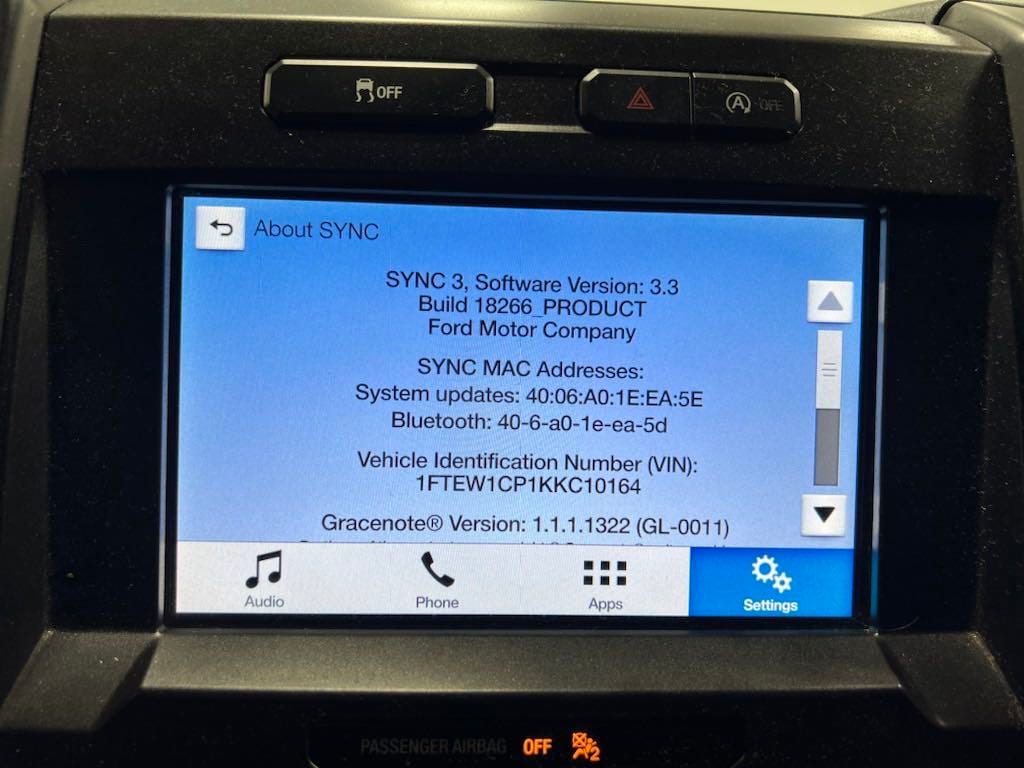 OFF
A OFF
About SYNC
SYNC 3, Software Version: 3.3
Build 18266_PRODUCT
Ford Motor Company
SYNC MAC Addresses:
System updates: 40:06:A0:1E:EA:5E
Bluetooth: 40-6-a0-1e-ea-5d
Vehicle Identification Number (VIN):
1FTEW1CP1KKC10164
Gracenote® Version: 1.1.1.1322 (GL-0011)
Audio
Phone
Apps
Settings
PASSENGER AIRBAG OFF 2